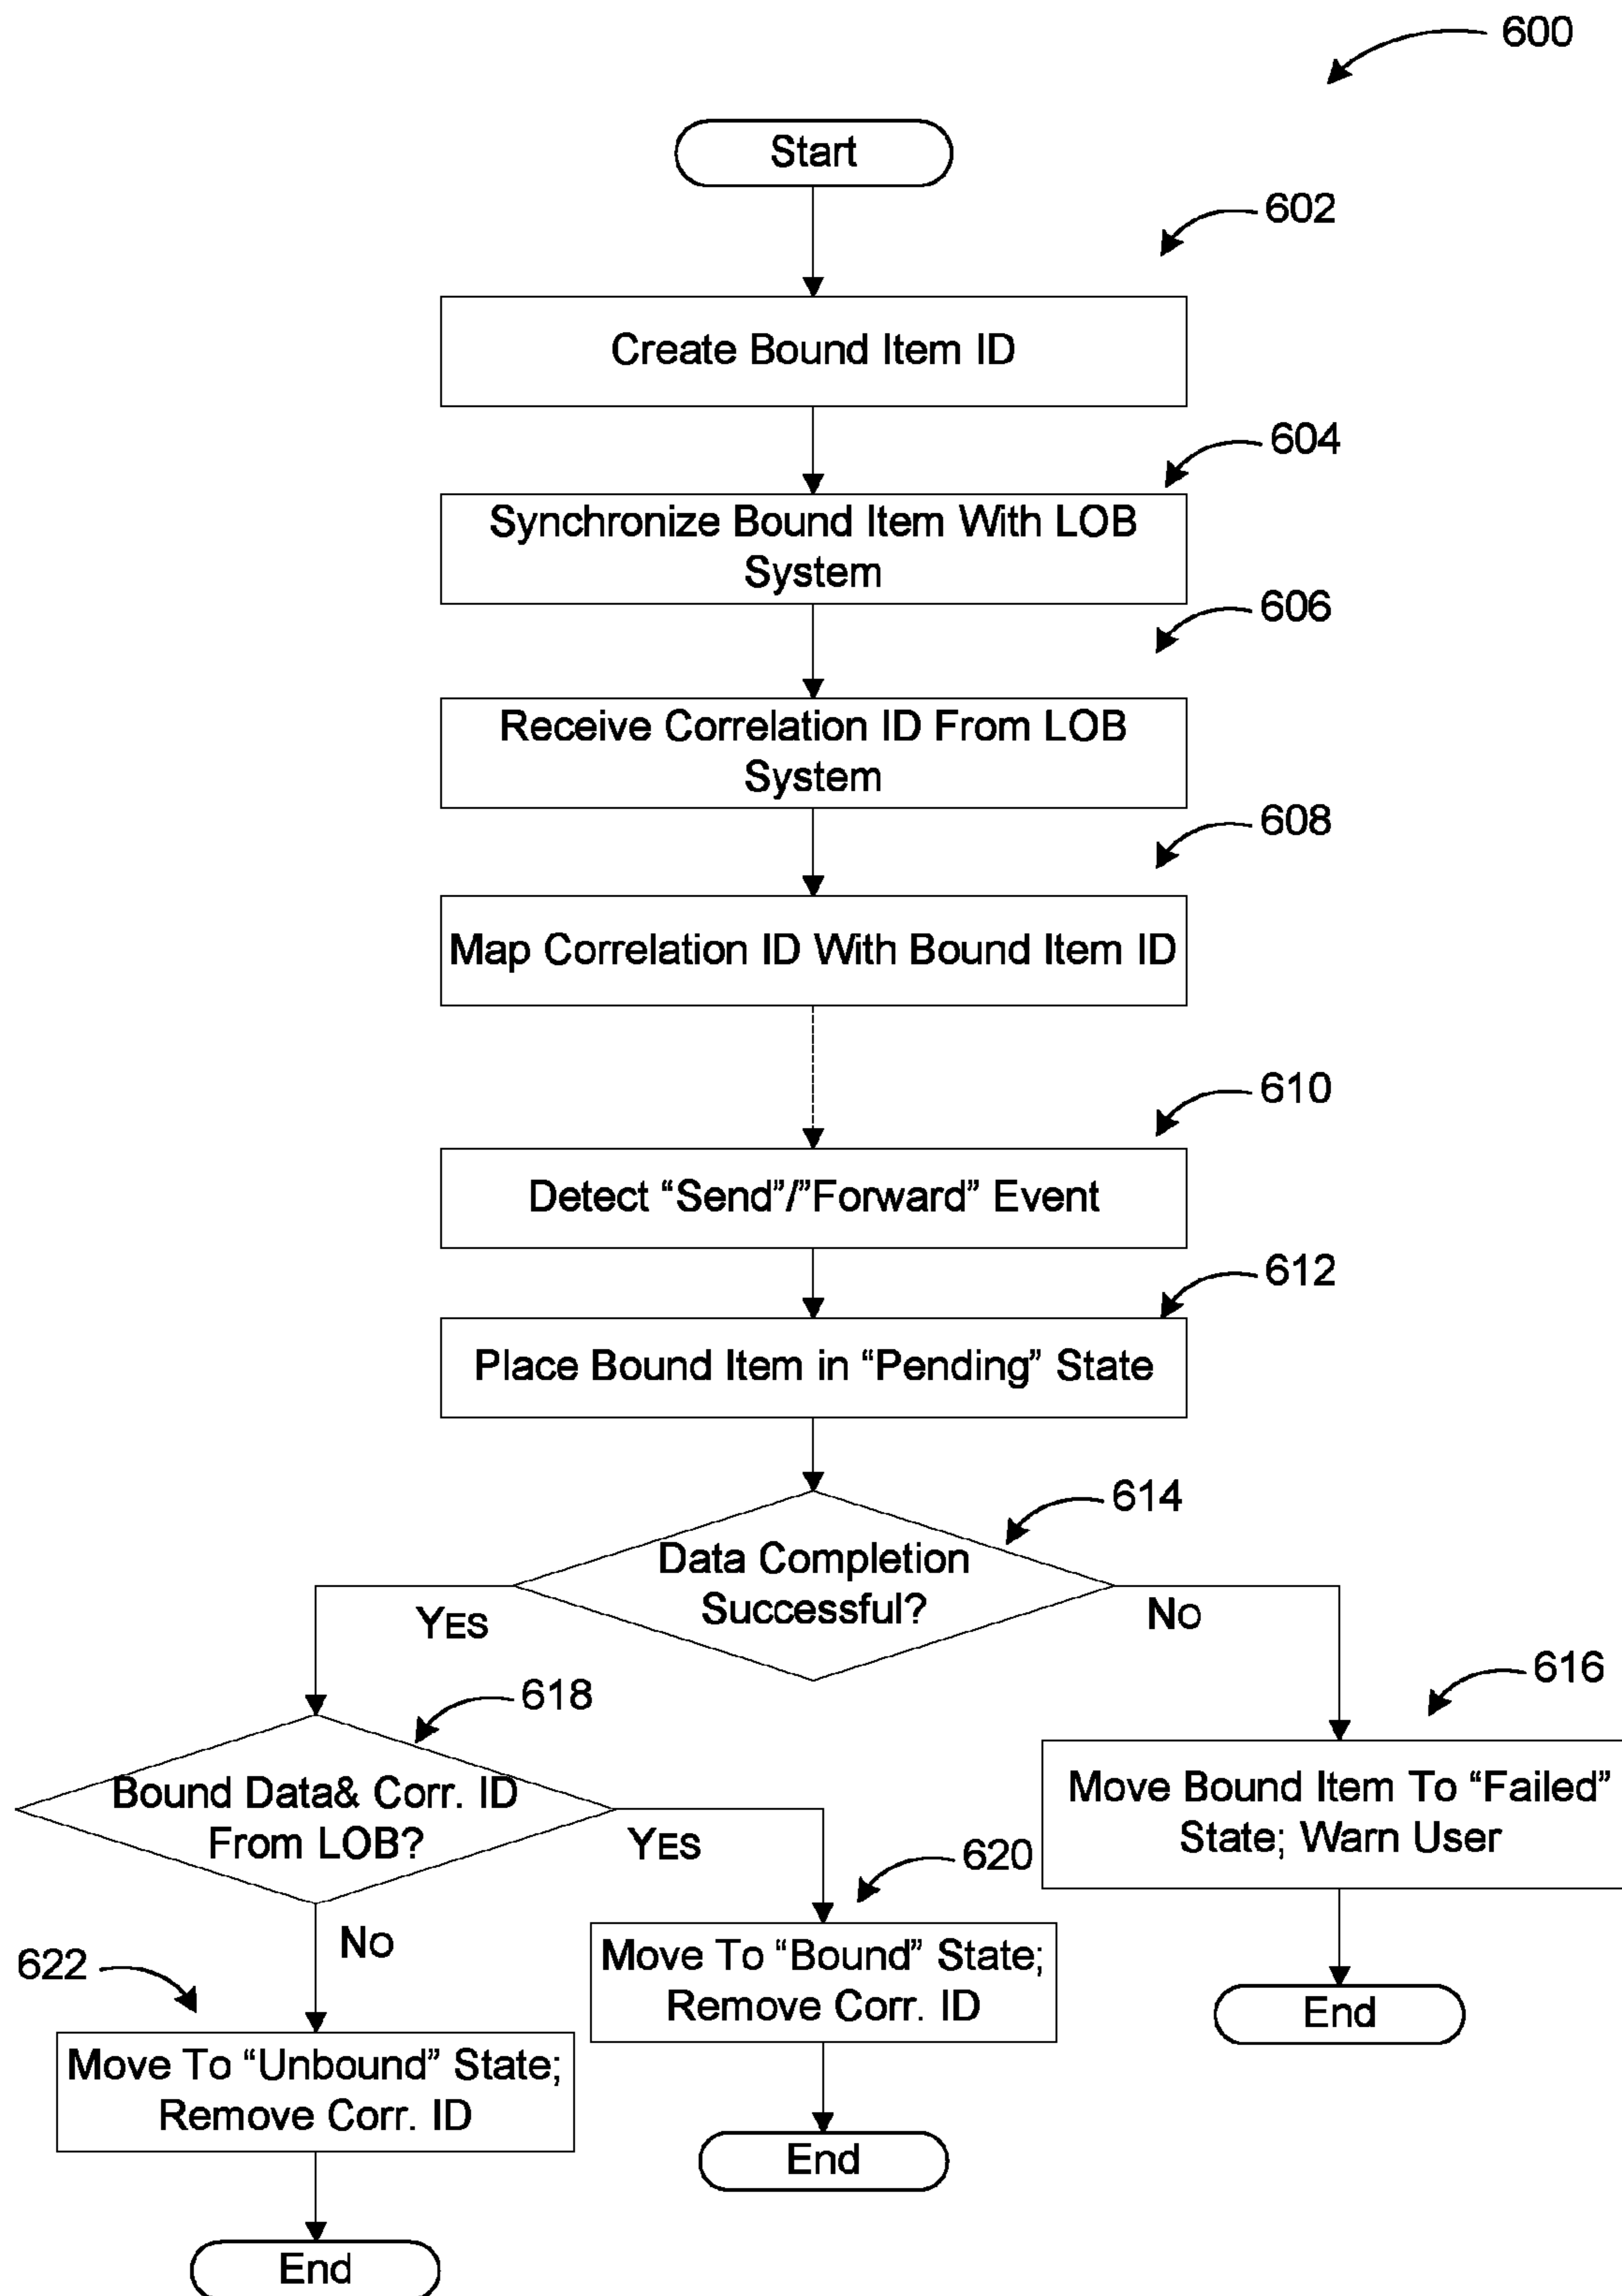 600
Start
602
Create Bound Item ID
604
Synchronize Bound Item With LOB
System
606
Receive Correlation ID From LOB
System
608
Map Correlation ID With Bound Item ID
610
Detect “Send”/”Forward” Event
612
Place Bound Item in “Pending” State
614
Data Completion
Successful?
YES
NO
618
616
Bound Data& Corr. ID
From LOB?
Move Bound Item To “Failed”
State; Warn User
YES
620
NO
622
Move To “Bound” State;
Remove Corr. ID
End
Move To “Unbound” State;
Remove Corr. ID
End
End